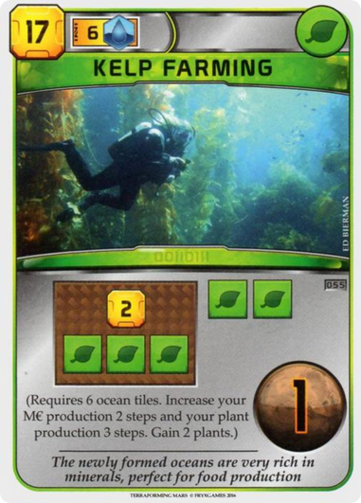 17
6
KELP FARMING
ED BIERMAN
055
2
(Requires 6 ocean tiles. Increase your
M€ production 2 steps and your plant
production 3 steps. Gain 2 plants.)
1
The newly formed oceans are very rich in
minerals, perfect for food production
TERRAFORMING MARS © FRYXGAMES 2016